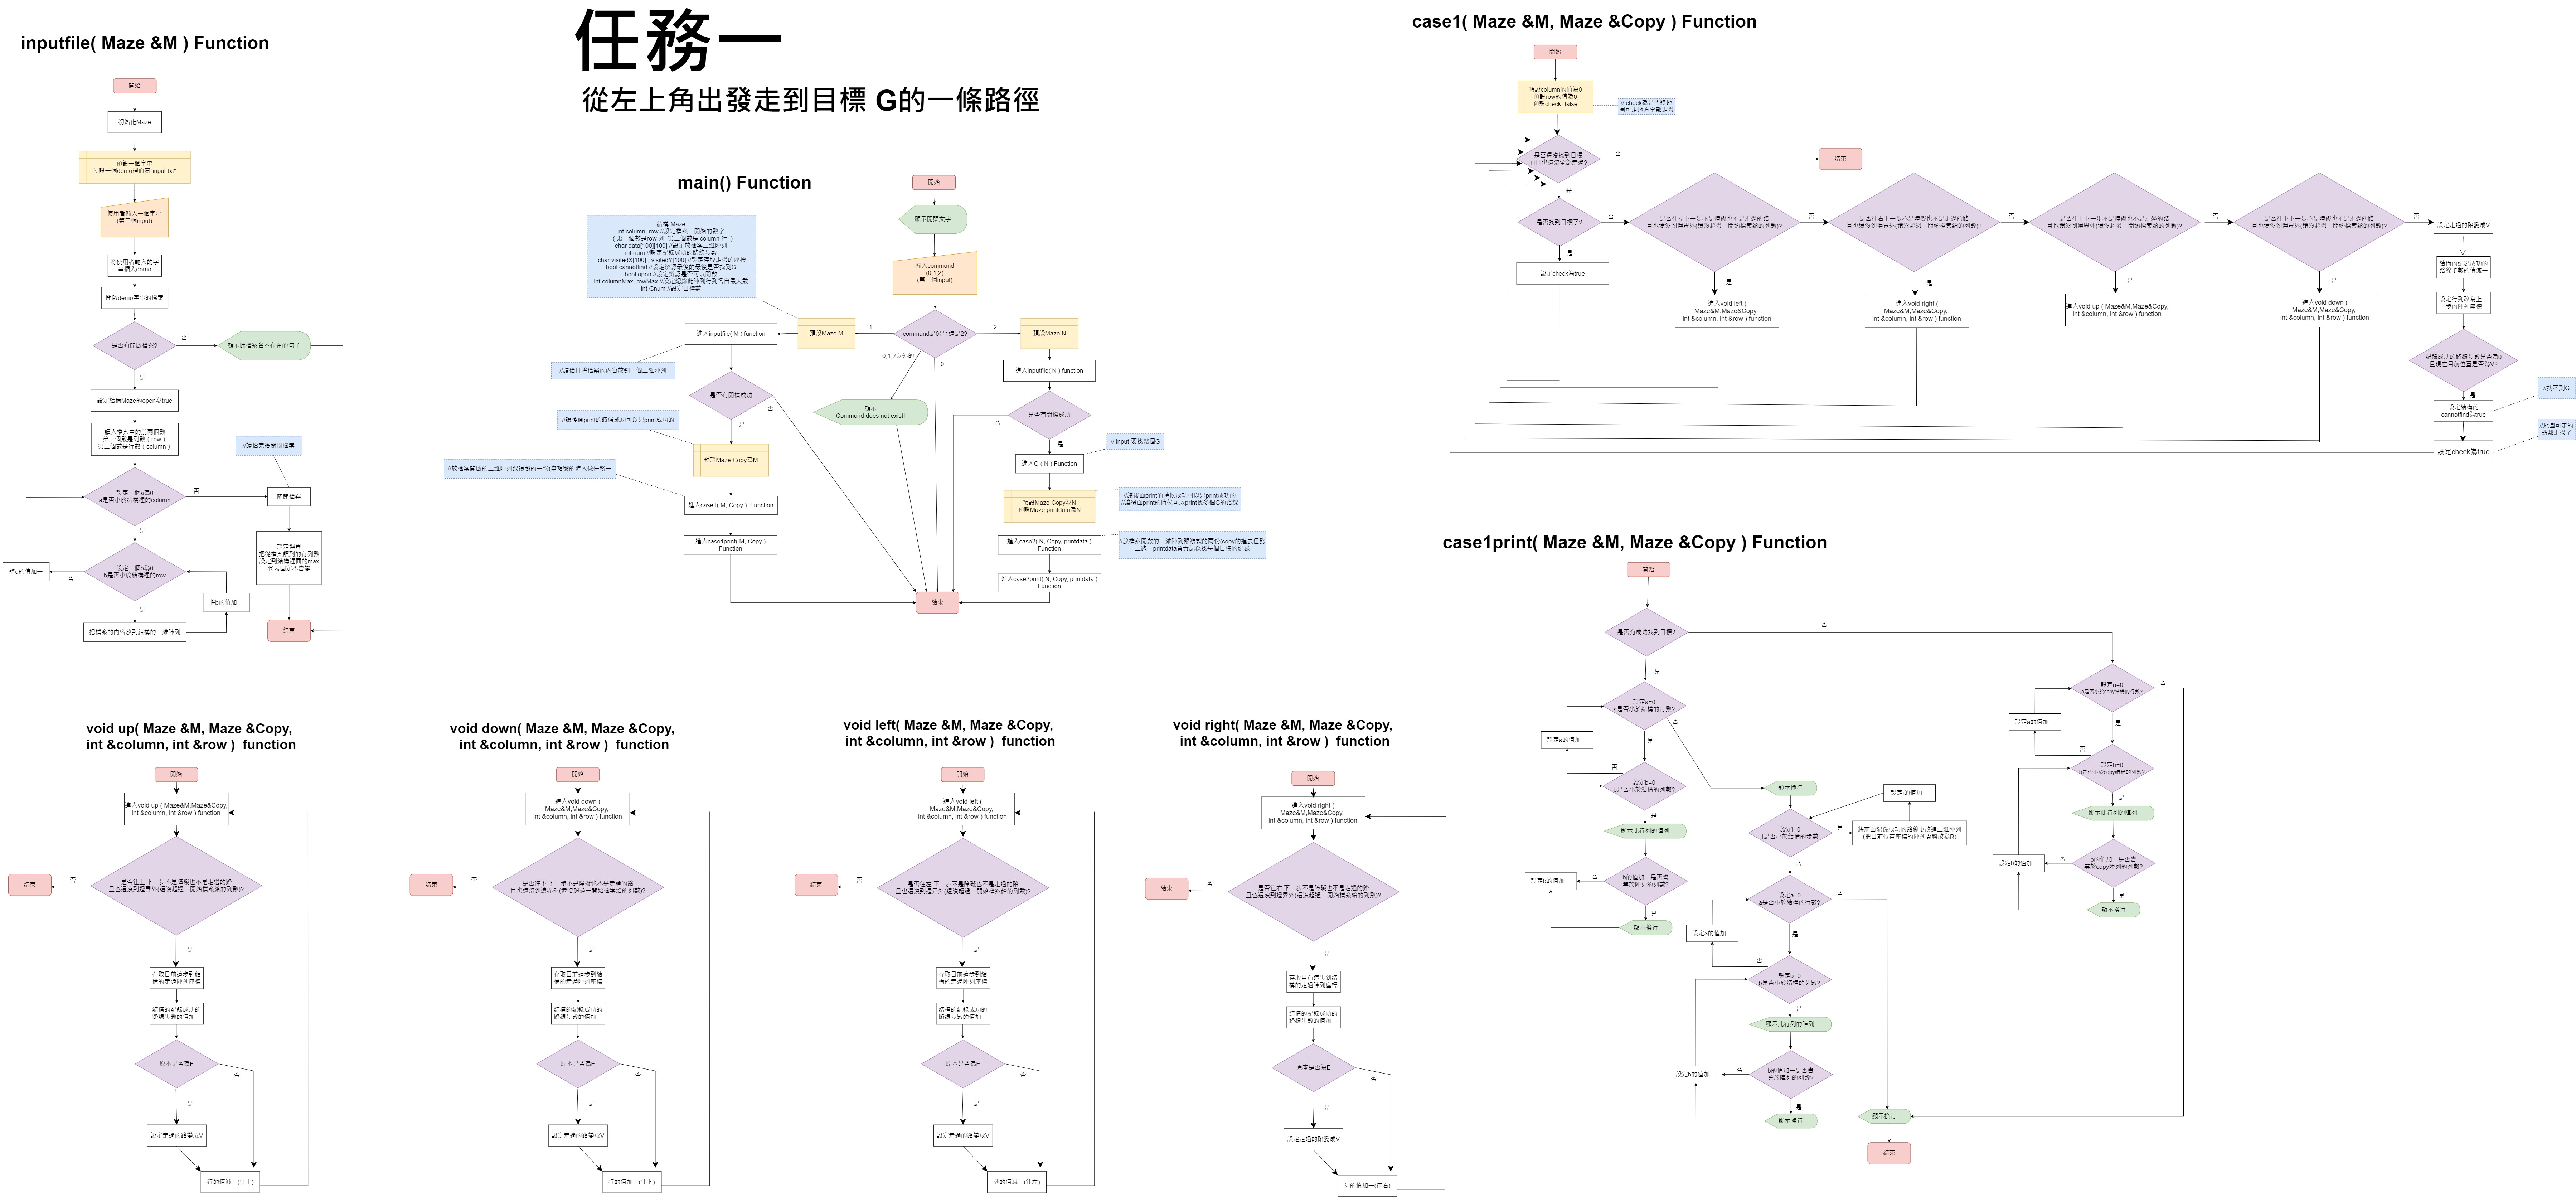 任務一
從左上角出發走到目標 G的一條路徑
inputfile( Maze &M ) Function
開始
初始化Maze
預設一個字串
預設一個demo裡面寫"input.txt"
使用者輸入一個字串
(第二個input)
將使用者輸入的字
串插入demo
開啟demo字串的檔案
是否有開啟檔案?
否
顯示此檔案名不存在的句子
是
設定結構Maze的open為true
讀入檔案中的前兩個數
第一個數是列數 ( row )
第二個數是行數 ( column )
//讀檔完後關閉檔案
設定一個a為0
a是否小於結構裡的column
否
關閉檔案
是
設定邊界
把從檔案讀到的行列數
設定到結構裡面的max
代表固定不會變
設定一個b為0
b是否小於結構裡的row
否
將a的值加一
是
將b的值加一
把檔案的內容放到結構的二維陣列
結束
main() Function
開始
顯示開頭文字
輸入command
(0,1,2)
(第一個input)
結構 Maze
int column, row //設定檔案一開始的數字
( 第一個數是row 列 第二個數是 column 行 )
char data[100][100] //設定放檔案二維陣列
int num //設定紀錄成功的路線步數
char visitedX[100] , visitedY[100] //設定存取走過的座標
bool cannotfind //設定辨認最後的最後是否找到G
bool open //設定辨認是否可以開啟
int columnMax, rowMax //設定紀錄此陣列行列各自最大數
int Gnum //設定目標數
command是0是1還是2?
1
2
0,1,2以外的
0
預設Maze M
進入inputfile( M ) function
//讀檔且將檔案的內容放到一個二維陣列
是否有開檔成功
否
是
//讓後面print的時候成功可以只print成功的
預設Maze Copy為M
//放檔案開啟的二維陣列跟複製的一份(拿複製的進入做任務一
進入case1( M, Copy ) Function
進入case1print( M, Copy )
Function
顯示
Command does not exist!
預設Maze N
進入inputfile( N ) function
是否有開檔成功
否
是
// input 要找幾個G
進入G ( N ) Function
預設Maze Copy為N
預設Maze printdata為N
//讓後面print的時候成功可以只print成功的
//讓後面print的時候可以print找多個G的路線
進入case2( N, Copy, printdata )
Function
//放檔案開啟的二維陣列跟複製的兩份(copy的進去任務
二跑，printdata負責記錄找每個目標的紀錄
進入case2print( N, Copy, printdata )
Function
結束
case1( Maze &M, Maze &Copy ) Function
開始
預設column的值為0
預設row的值為0
預設check=false
// check為是否將地
圖可走地方全部走過
是否還沒找到目標
而且也還沒全部走過?
否
結束
是
是否找到目標了?
否
是
設定check為true
是否往左下一步不是障礙也不是走過的路
且也還沒到邊界外(還沒超過一開始檔案給的列數)?
否
是
進入void left (
Maze&M,Maze&Copy,
int &column, int &row ) function
是否往右下一步不是障礙也不是走過的路
且也還沒到邊界外(還沒超過一開始檔案給的列數)?
否
是
進入void right (
Maze&M,Maze&Copy,
int &column, int &row ) function
是否往上下一步不是障礙也不是走過的路
且也還沒到邊界外(還沒超過一開始檔案給的列數)?
否
是
進入void up ( Maze&M,Maze&Copy,
int &column, int &row ) function
是否往下下一步不是障礙也不是走過的路
且也還沒到邊界外(還沒超過一開始檔案給的列數)?
否
是
進入void down (
Maze&M,Maze&Copy,
int &column, int &row ) function
設定走過的路變成V
結構的紀錄成功的
路線步數的值減一
設定行列改為上一
步的陣列座標
紀錄成功的路線步數是否為0
且現在目前位置是否為V?
//找不到G
是
設定結構的
cannotfind為true
//地圖可走的
點都走過了
設定check為true
case1print( Maze &M, Maze &Copy ) Function
開始
是否有成功找到目標?
否
是
設定a=0
a是否小於結構的行數?
否
是
設定a的值加一
否
設定b=0
b是否小於結構的列數?
是
顯示此行列的陣列
b的值加一是否會
等於陣列的列數?
否
設定b的值加一
是
顯示換行
顯示換行
設定i的值加一
設定i=0
i是否小於結構的步數
是
將前面紀錄成功的路線更改進二維陣列
(把目前位置座標的陣列資料改為R)
否
設定a=0
a是否小於結構的行數?
否
是
設定a的值加一
否
設定b=0
b是否小於結構的列數?
是
顯示此行列的陣列
b的值加一是否會
等於陣列的列數?
否
設定b的值加一
是
顯示換行
設定a=0
a是否小於copy結構的行數?
否
設定a的值加一
是
否
設定b=0
b是否小於copy結構的列數?
是
顯示此行列的陣列
是
b的值加一是否會
等於copy陣列的列數?
否
設定b的值加一
是
顯示換行
顯示換行
結束
void up( Maze &M, Maze &Copy,
int &column, int &row ) function
開始
進入void up ( Maze&M,Maze&Copy,
int &column, int &row ) function
是否往上 下一步不是障礙也不是走過的路
且也還沒到邊界外(還沒超過一開始檔案給的列數)?
否
結束
是
存取目前這步到結
構的走過陣列座標
結構的紀錄成功的
路線步數的值加一
原本是否為E
否
是
設定走過的路變成V
行的值減一(往上)
void down( Maze &M, Maze &Copy,
int &column, int &row ) function
開始
進入void down (
Maze&M,Maze&Copy,
int &column, int &row ) function
是否往下 下一步不是障礙也不是走過的路
且也還沒到邊界外(還沒超過一開始檔案給的列數)?
否
結束
是
存取目前這步到結
構的走過陣列座標
結構的紀錄成功的
路線步數的值加一
原本是否為E
否
是
設定走過的路變成V
行的值加一(往下)
void left( Maze &M, Maze &Copy,
int &column, int &row ) function
開始
進入void left (
Maze&M,Maze&Copy,
int &column, int &row ) function
是否往左 下一步不是障礙也不是走過的路
且也還沒到邊界外(還沒超過一開始檔案給的列數)?
否
結束
是
存取目前這步到結
構的走過陣列座標
結構的紀錄成功的
路線步數的值加一
原本是否為E
否
是
設定走過的路變成V
列的值減一(往左)
void right( Maze &M, Maze &Copy,
int &column, int &row ) function
開始
進入void right (
Maze&M,Maze&Copy,
int &column, int &row ) function
是否往右 下一步不是障礙也不是走過的路
且也還沒到邊界外(還沒超過一開始檔案給的列數)?
否
結束
是
存取目前這步到結
構的走過陣列座標
結構的紀錄成功的
路線步數的值加一
原本是否為E
否
是
設定走過的路變成V
列的值加一(往右)